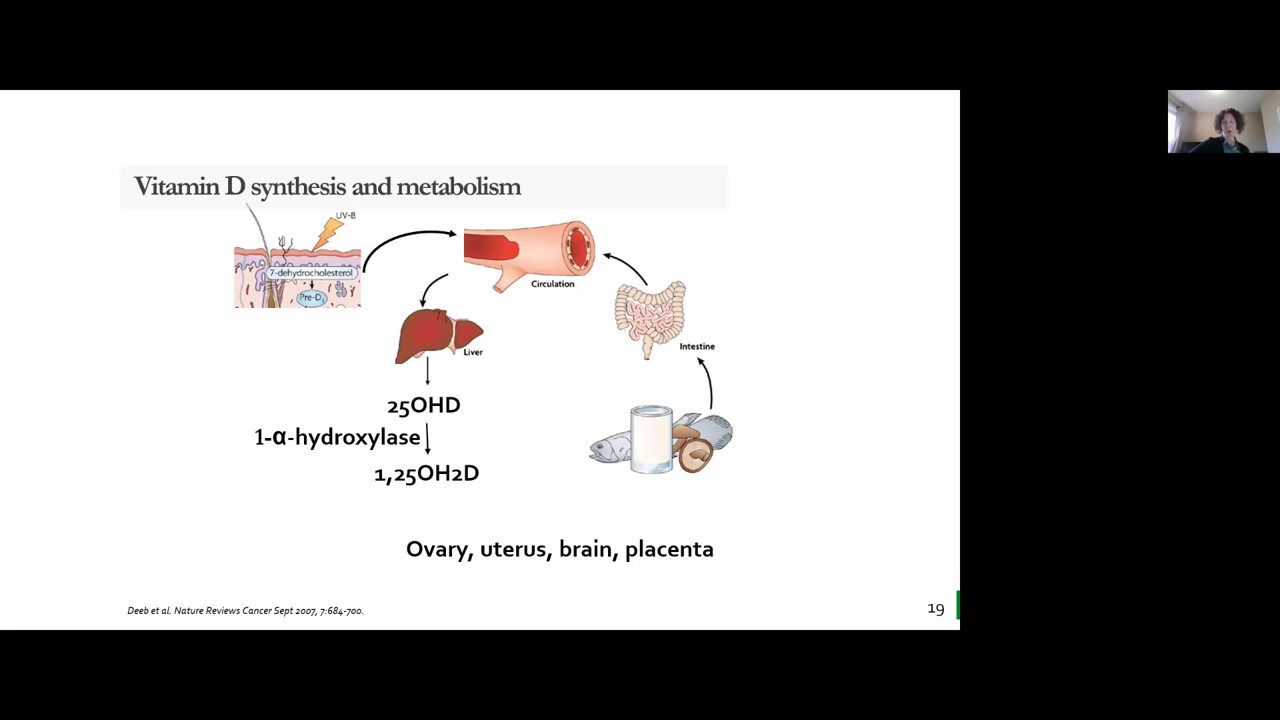 Vitamin D synthesis and metabolism
UV-B
7-dehydrocholesterol
Pre-D3
Circulation
Liver
Intestine
25OHD
1-α-hydroxylase
1,25OH2D
Ovary, uterus, brain, placenta
Deeb et al. Nature Reviews Cancer Sept 2007, 7:684-700.
19